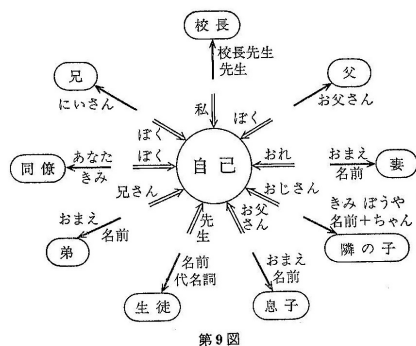 校長
校長先生
先生
私
兄
にいさん
ぼく
父
お父さん
ぼく
同僚
あなた
きみ
ぼく
自己
おれ
おまえ
名前
妻
兄さん
おじさん
きみ ぼうや
名前+ちゃん
隣の子
おまえ
名前
弟
先生
お父さん
名前
代名詞
生徒
おまえ
名前
息子
第9図